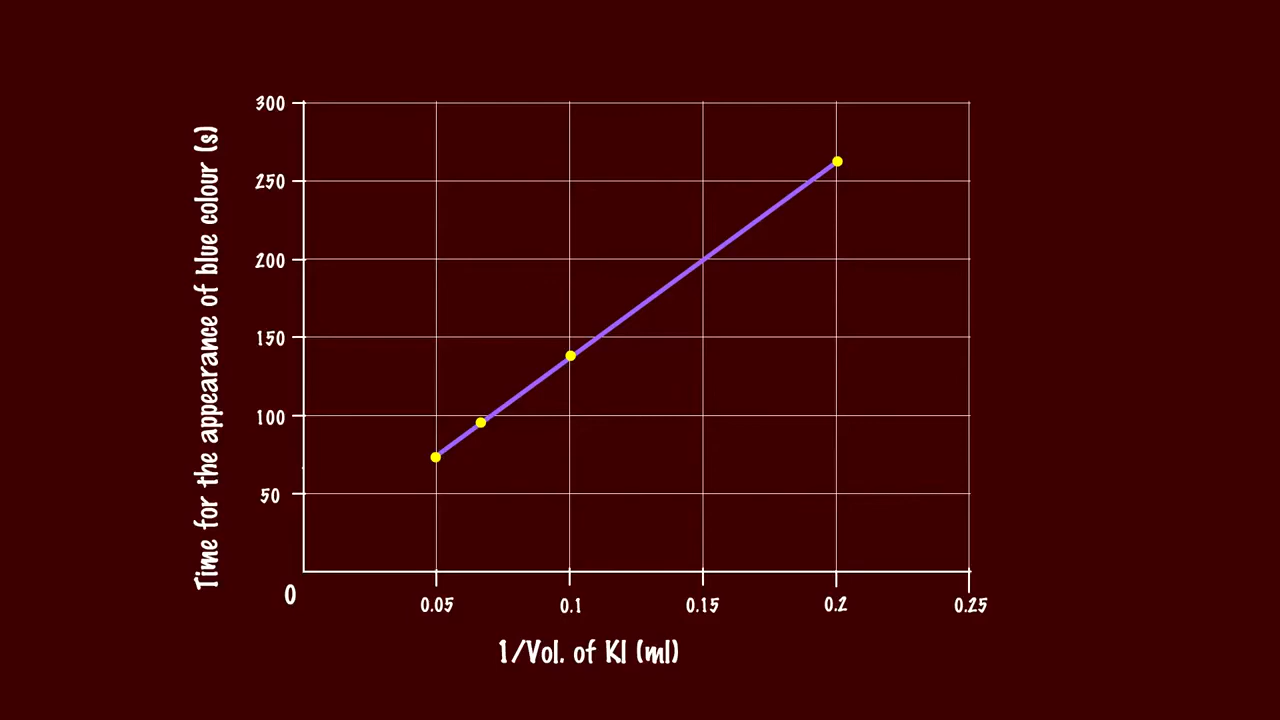 Time for the appearance of blue colour (s)
300
250
200
150
100
50
0
0.05 0.1 0.15 0.2 0.25
1/Vol. of KI (ml)